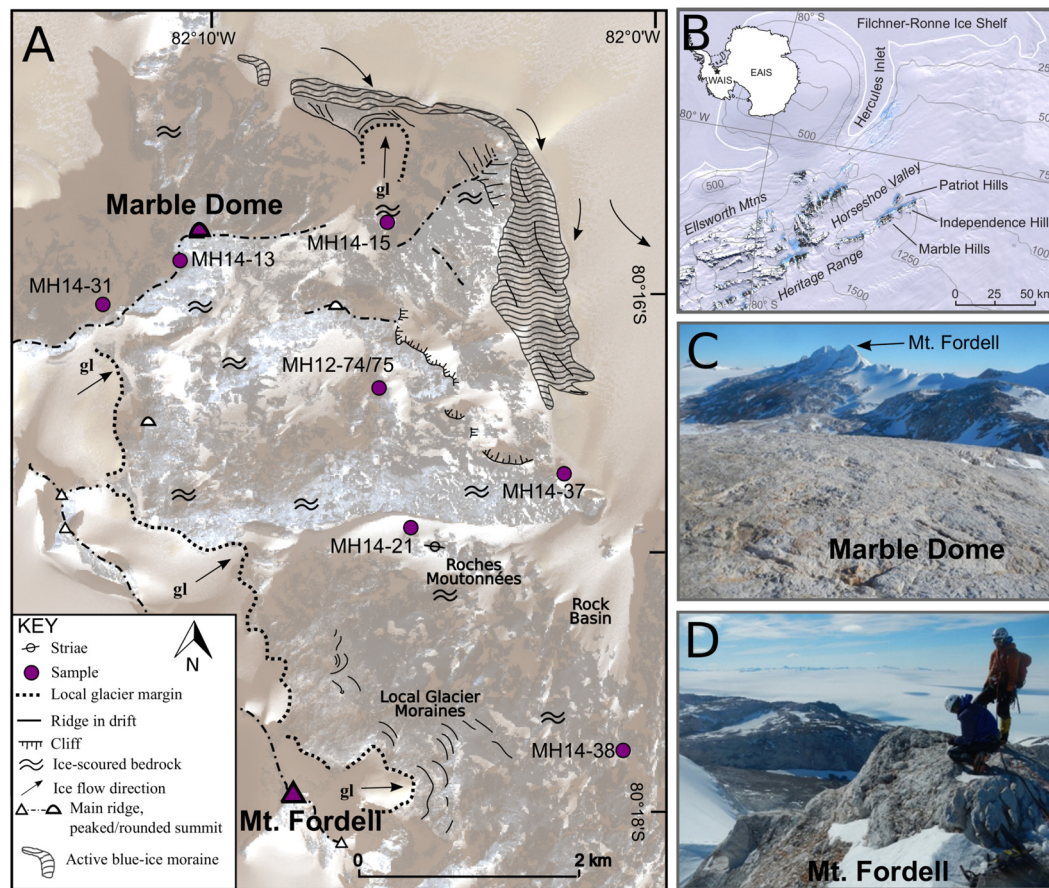 A
82°10'W
82°0'W
gl
Marble Dome
MH14-15
MH14-13
MH14-31
80°16'S
gl
MH12-74/75
MH14-37
MH14-21
Roches
Moutonnées
gl
Rock
Basin
Local Glacier
Moraines
MH14-38
gl
80°18'S
Mt. Fordell
0
2 km
KEY
N
Striae
Sample
Local glacier margin
Ridge in drift
Cliff
Ice-scoured bedrock
Ice flow direction
Main ridge,
peaked/rounded summit
Active blue-ice moraine
B
80° S
Filchner-Ronne Ice Shelf
WAIS
EAIS
Hercules Inlet
80° W
500
500
Horseshoe Valley
Patriot Hills
Ellsworth Mtns
Independence Hill
Marble Hills
Heritage Range
1250
80° S
1500
0 25 50 km
C
Mt. Fordell
Marble Dome
D
Mt. Fordell